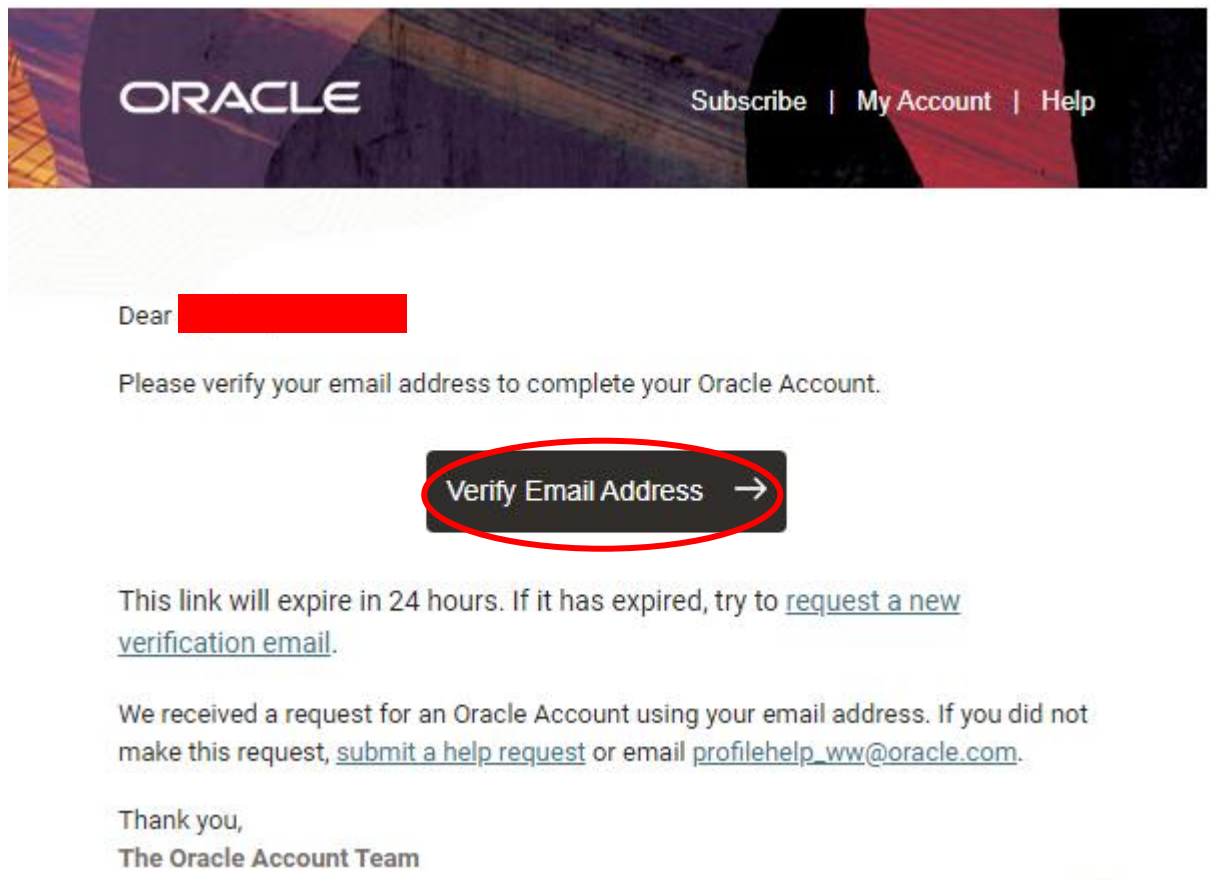 ORACLE
Subscribe | My Account | Help
Dear
Please verify your email address to complete your Oracle Account.
Verify Email Address →
This link will expire in 24 hours. If it has expired, try to request a new
verification email.
We received a request for an Oracle Account using your email address. If you did not
make this request, submit a help request or email profilehelp_ww@oracle.com.
Thank you,
The Oracle Account Team